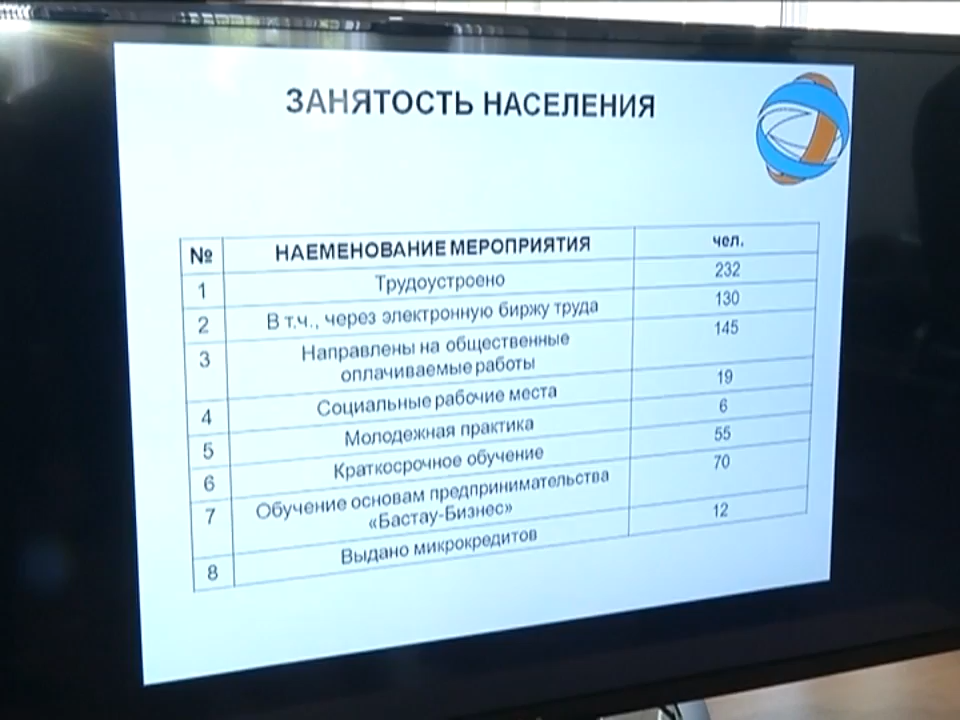 ЗАНЯТОСТЬ НАСЕЛЕНИЯ
№ НАЕМЕНОВАНИЕ МЕРОПРИЯТИЯ чел.
1 Трудоустроено 232
2 В т.ч., через электронную биржу труда 130
3 Направлены на общественные 145
оплачиваемые работы
4 Социальные рабочие места 19
5 Молодежная практика 6
6 Краткосрочное обучение 55
7 Обучение основам предпринимательства 70
«Бастау-Бизнес»
8 Выдано микрокредитов 12